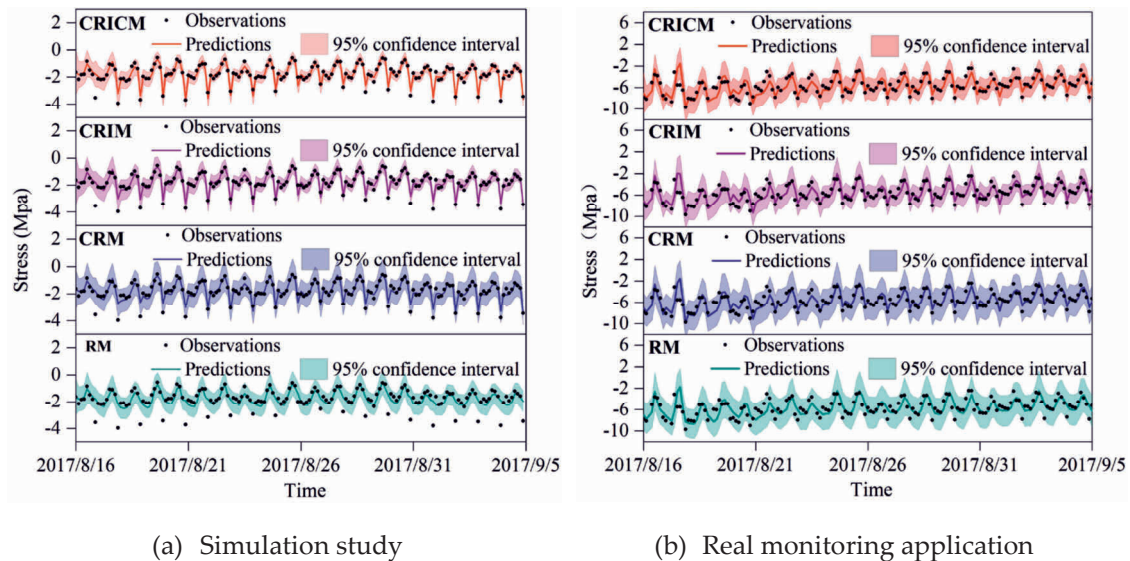 CRICM
Observations
Predictions
95% confidence interval
CRIM
Observations
Predictions
95% confidence interval
CRM
Observations
Predictions
95% confidence interval
RM
Observations
Predictions
95% confidence interval
2
0
-2
-4
2
0
-2
-4
2
0
-2
-4
2
0
-2
-4
Stress (Mpa)
2017/8/16
2017/8/21
2017/8/26
2017/8/31
2017/9/5
Time
(a) Simulation study
CRICM
Observations
Predictions
95% confidence interval
CRIM
Observations
Predictions
95% confidence interval
CRM
Observations
Predictions
95% confidence interval
RM
Observations
Predictions
95% confidence interval
6
2
-2
-6
-10
6
2
-2
-6
-10
6
2
-2
-6
-10
6
2
-2
-6
-10
Stress (Mpa)
2017/8/16
2017/8/21
2017/8/26
2017/8/31
2017/9/5
Time
(b) Real monitoring application